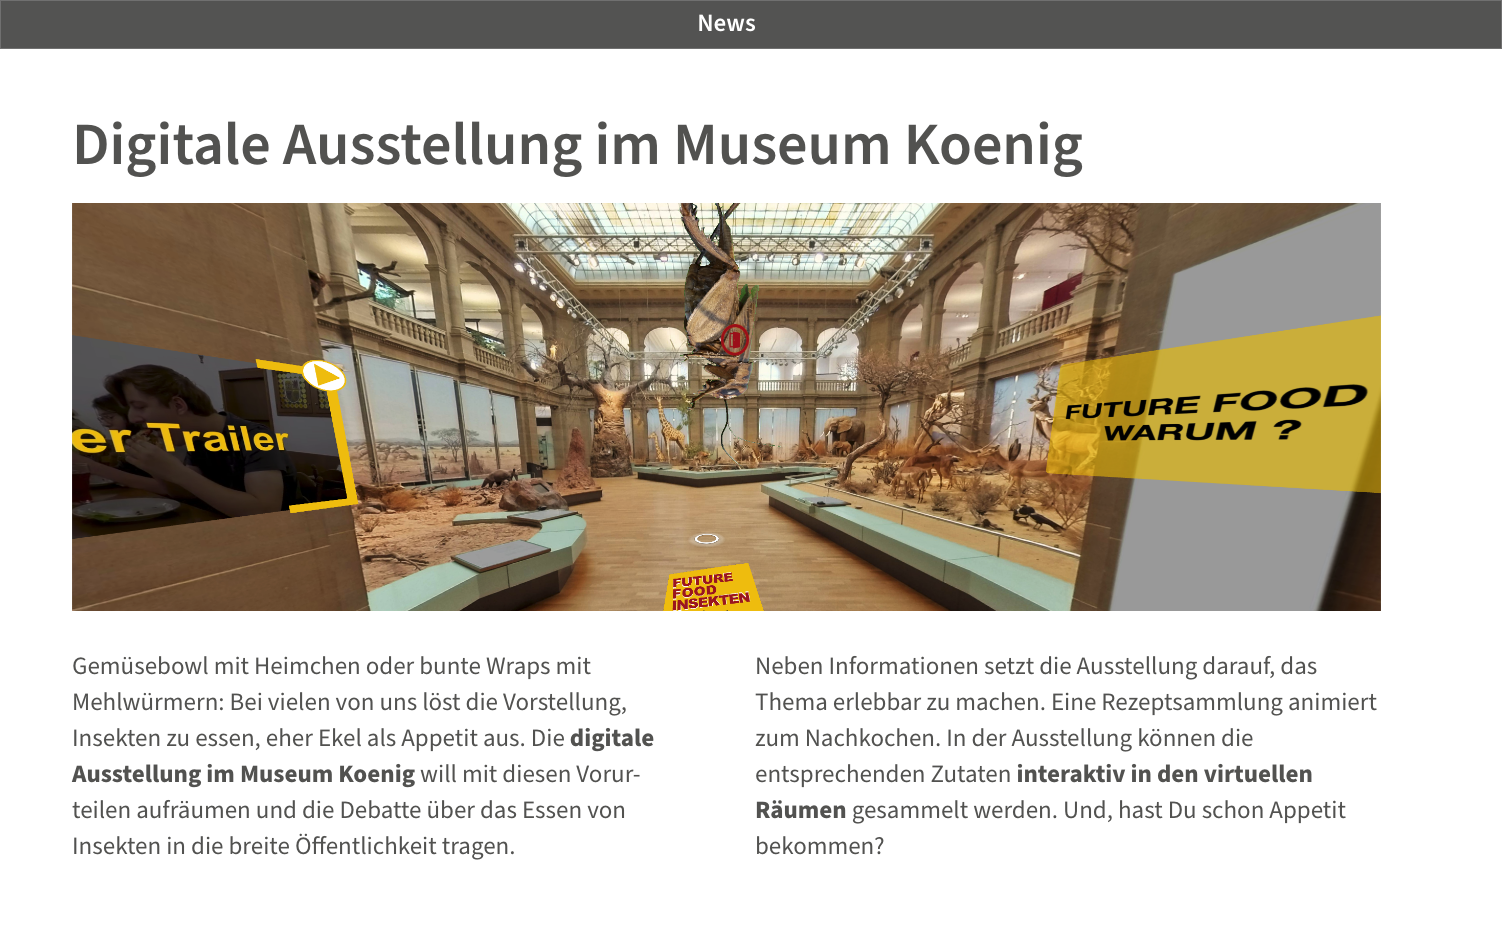 News
Digitale Ausstellung im Museum Koenig
er Trailer
FUTURE FOOD
WARUM ?
FUTURE
FOOD
INSEKTEN
Gemüsebowl mit Heimchen oder bunte Wraps mit
Mehlwürmern: Bei vielen von uns löst die Vorstellung,
Insekten zu essen, eher Ekel als Appetit aus. Die digitale
Ausstellung im Museum Koenig will mit diesen Vorur-
teilen aufräumen und die Debatte über das Essen von
Insekten in die breite Öffentlichkeit tragen.
Neben Informationen setzt die Ausstellung darauf, das
Thema erlebbar zu machen. Eine Rezeptsammlung animiert
zum Nachkochen. In der Ausstellung können die
entsprechenden Zutaten interaktiv in den virtuellen
Räumen gesammelt werden. Und, hast Du schon Appetit
bekommen?